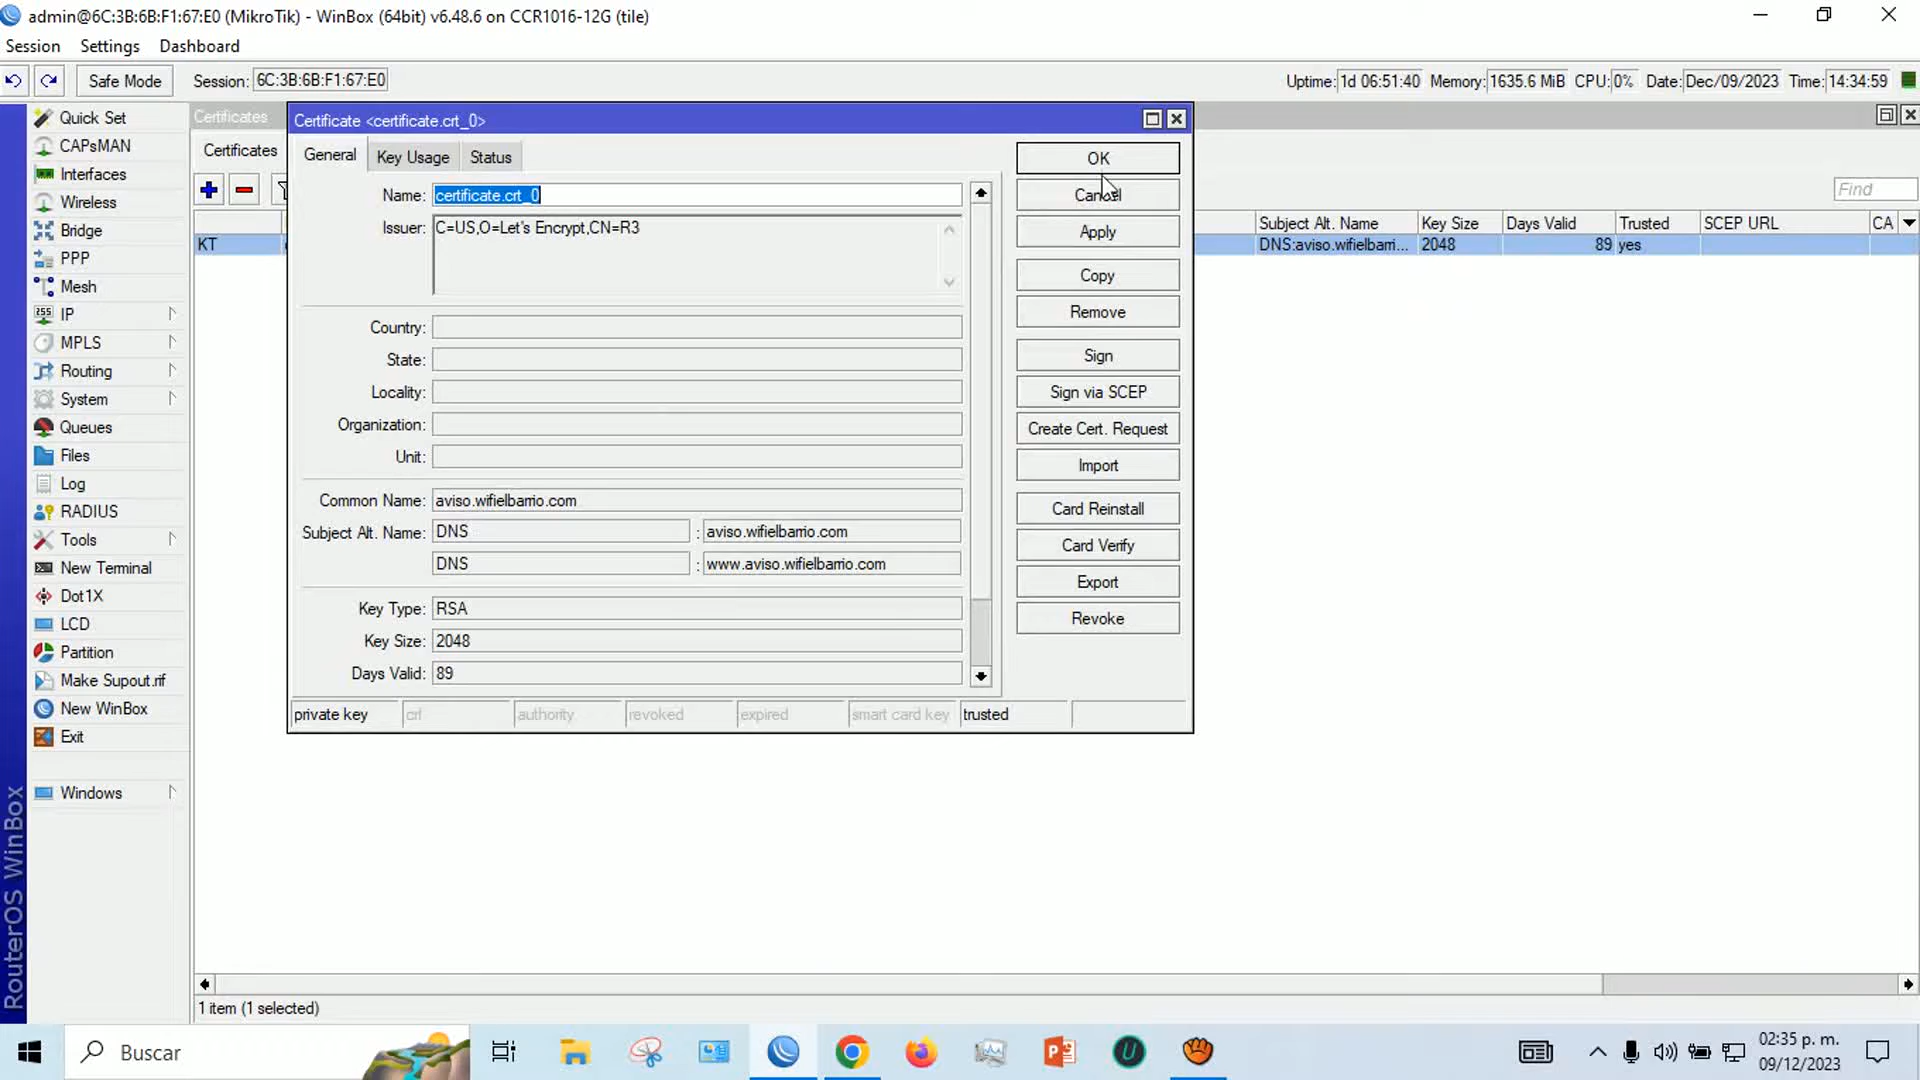 admin@6C:3B:6B:F1:67:E0 (MikroTik) - WinBox (64bit) v6.48.6 on CCR1016-12G (tile)
Session Settings Dashboard
Safe Mode Session: 6C:3B:6B:F1:67:E0 Uptime: 1d 06:51:40 Memory: 1635.6 MiB CPU: 0% Date: Dec/09/2023 Time: 14:34:59
Quick Set
CAPsMAN
Interfaces
Wireless
Bridge
PPP
Mesh
IP
MPLS
Routing
System
Queues
Files
Log
RADIUS
Tools
New Terminal
Dot1X
LCD
Partition
Make Supout.rif
New WinBox
Exit
Windows
RouterOS WinBox
Certificates
Certificates
Find
Subject Alt. Name Key Size Days Valid Trusted SCEP URL CA
KT DNS:aviso.wifielbarri... 2048 89 yes
Certificate <certificate.crt_0>
General Key Usage Status
Name: certificate.crt_0
Issuer: C=US,O=Let's Encrypt,CN=R3
Country:
State:
Locality:
Organization:
Unit:
Common Name: aviso.wifielbarrio.com
Subject Alt. Name: DNS : aviso.wifielbarrio.com
DNS : www.aviso.wifielbarrio.com
Key Type: RSA
Key Size: 2048
Days Valid: 89
OK
Cancel
Apply
Copy
Remove
Sign
Sign via SCEP
Create Cert. Request
Import
Card Reinstall
Card Verify
Export
Revoke
private key crl authority revoked expired smart card key trusted
1 item (1 selected)
Buscar
02:35 p. m.
09/12/2023